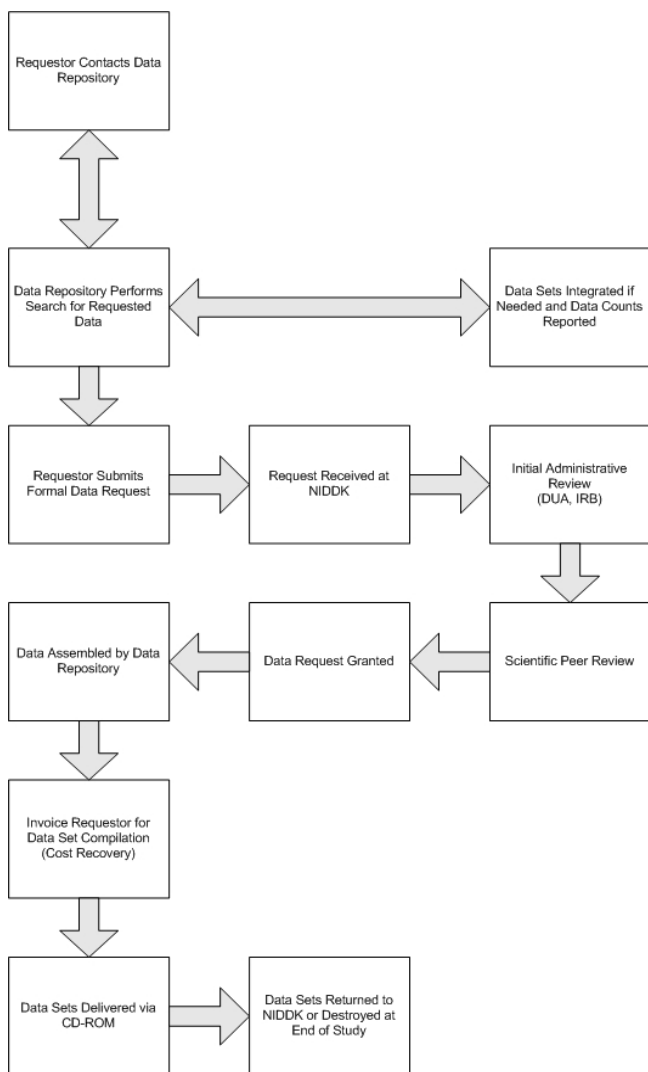 Requestor Contacts Data
Repository
Data Repository Performs
Search for Requested
Data
Data Sets Integrated if
Needed and Data Counts
Reported
Requestor Submits
Formal Data Request
Request Received at
NIDDK
Initial Administrative
Review
(DUA, IRB)
Scientific Peer Review
Data Request Granted
Data Assembled by Data
Repository
Invoice Requestor for
Data Set Compilation
(Cost Recovery)
Data Sets Delivered via
CD-ROM
Data Sets Returned to
NIDDK or Destroyed at
End of Study